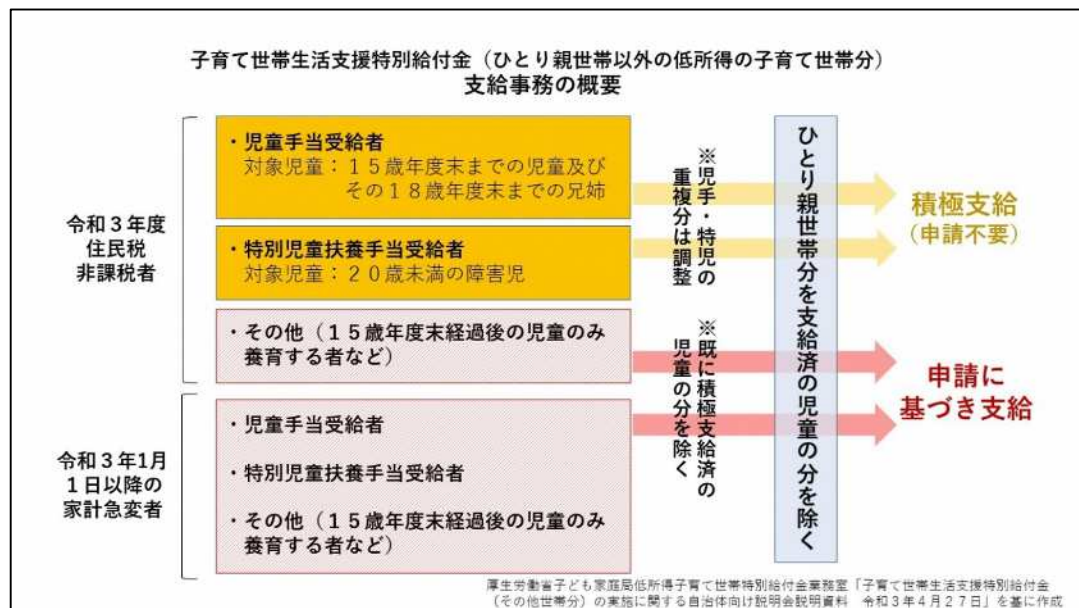 子育て世帯生活支援特別給付金（ひとり親世帯以外の低所得の子育て世帯分）
支給事務の概要
令和３年度
住民税
非課税者
・児童手当受給者
対象児童：１５歳年度末までの児童及び
その１８歳年度末までの兄姉
・特別児童扶養手当受給者
対象児童：２０歳未満の障害児
・その他（１５歳年度末経過後の児童のみ
養育する者など）
令和３年1月
１日以降の
家計急変者
・児童手当受給者
・特別児童扶養手当受給者
・その他（１５歳年度末経過後の児童のみ
養育する者など）
※児手・特児の
重複分は調整
※既に積極支給済の
児童の分を除く
ひとり親世帯分を支給済の児童の分を除く
積極支給
（申請不要）
申請に
基づき支給
厚生労働省子ども家庭局低所得子育て世帯特別給付金業務室「子育て世帯生活支援特別給付金
（その他世帯分）の実施に関する自治体向け説明会説明資料　令和３年４月２７日」を基に作成